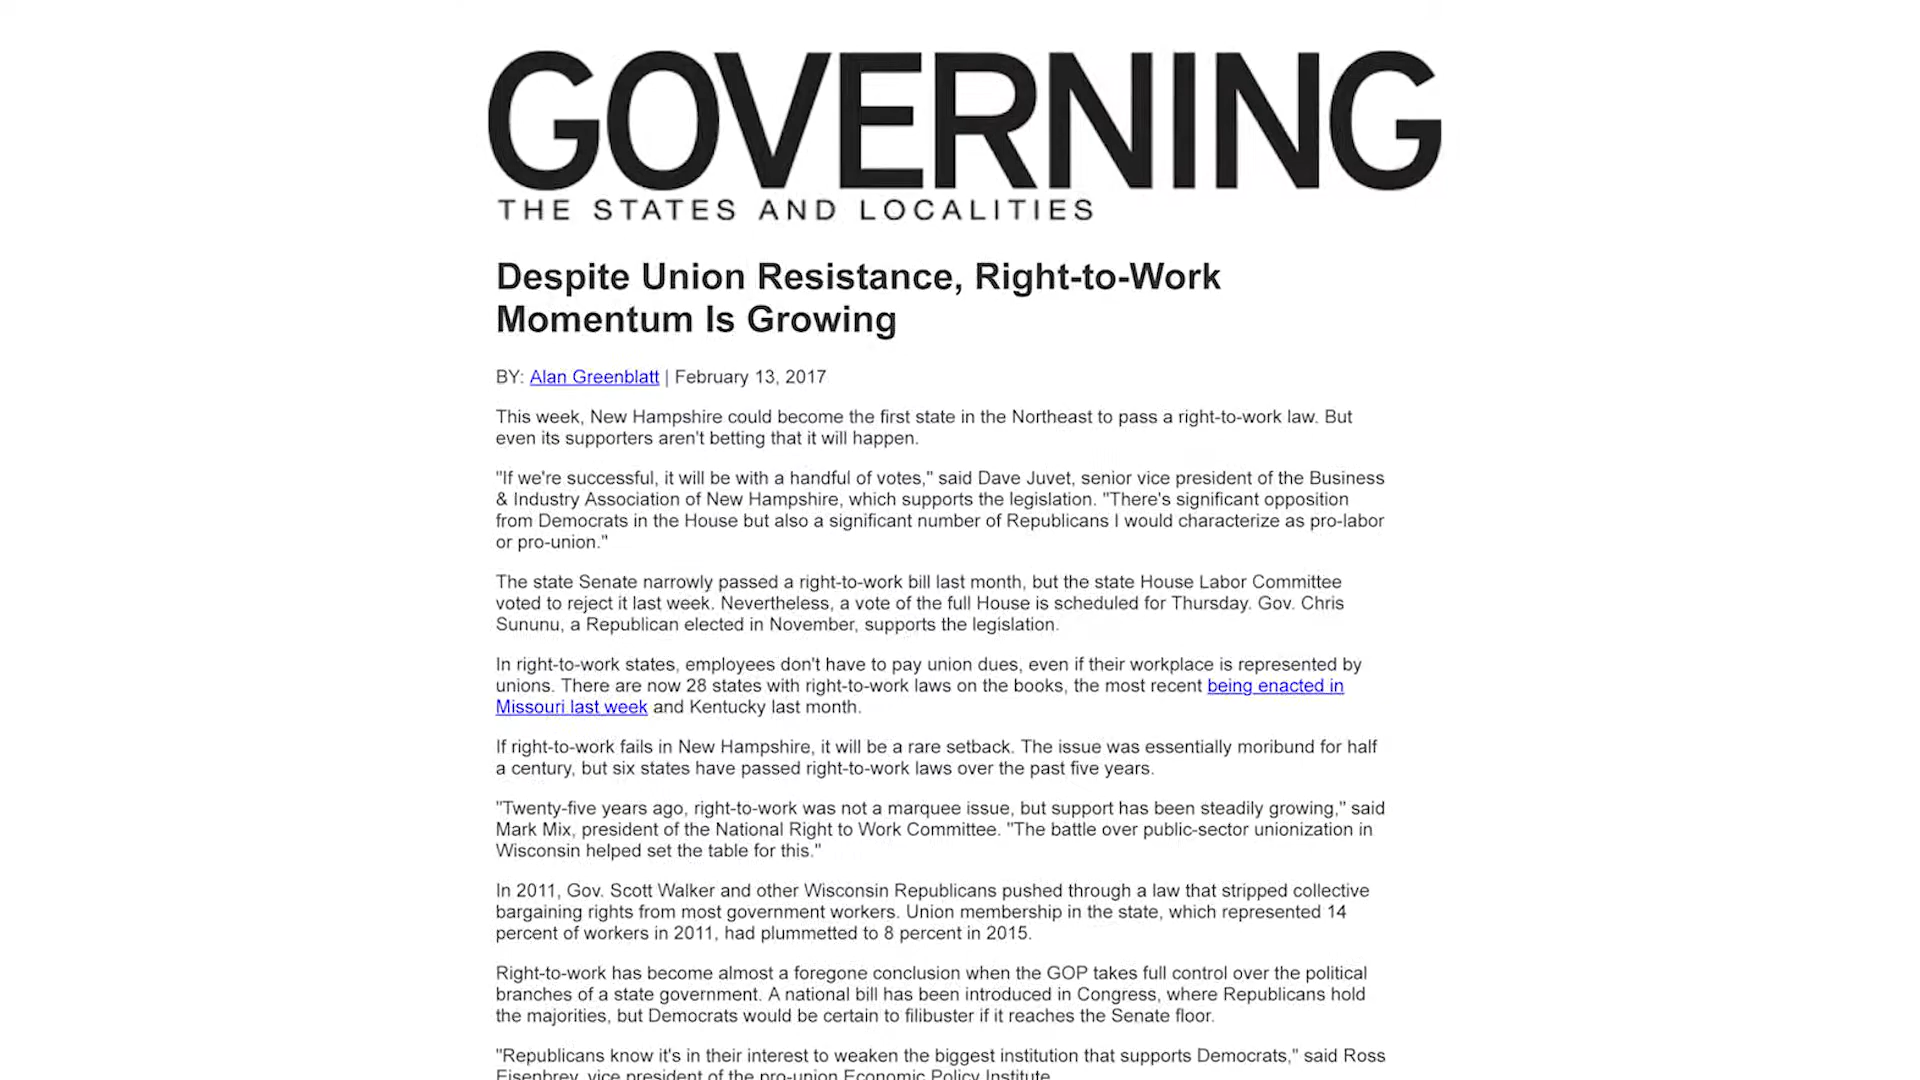 GOVERNING
THE STATES AND LOCALITIES
Despite Union Resistance, Right-to-Work
Momentum Is Growing
BY: Alan Greenblatt | February 13, 2017
This week, New Hampshire could become the first state in the Northeast to pass a right-to-work law. But
even its supporters aren't betting that it will happen.
"If we're successful, it will be with a handful of votes," said Dave Juvet, senior vice president of the Business
& Industry Association of New Hampshire, which supports the legislation. "There's significant opposition
from Democrats in the House but also a significant number of Republicans I would characterize as pro-labor
or pro-union."
The state Senate narrowly passed a right-to-work bill last month, but the state House Labor Committee
voted to reject it last week. Nevertheless, a vote of the full House is scheduled for Thursday. Gov. Chris
Sununu, a Republican elected in November, supports the legislation.
In right-to-work states, employees don't have to pay union dues, even if their workplace is represented by
unions. There are now 28 states with right-to-work laws on the books, the most recent being enacted in
Missouri last week and Kentucky last month.
If right-to-work fails in New Hampshire, it will be a rare setback. The issue was essentially moribund for half
a century, but six states have passed right-to-work laws over the past five years.
"Twenty-five years ago, right-to-work was not a marquee issue, but support has been steadily growing," said
Mark Mix, president of the National Right to Work Committee. "The battle over public-sector unionization in
Wisconsin helped set the table for this."
In 2011, Gov. Scott Walker and other Wisconsin Republicans pushed through a law that stripped collective
bargaining rights from most government workers. Union membership in the state, which represented 14
percent of workers in 2011, had plummetted to 8 percent in 2015.
Right-to-work has become almost a foregone conclusion when the GOP takes full control over the political
branches of a state government. A national bill has been introduced in Congress, where Republicans hold
the majorities, but Democrats would be certain to filibuster if it reaches the Senate floor.
"Republicans know it's in their interest to weaken the biggest institution that supports Democrats," said Ross
Eisenbrey, vice president of the pro-union Economic Policy Institute.